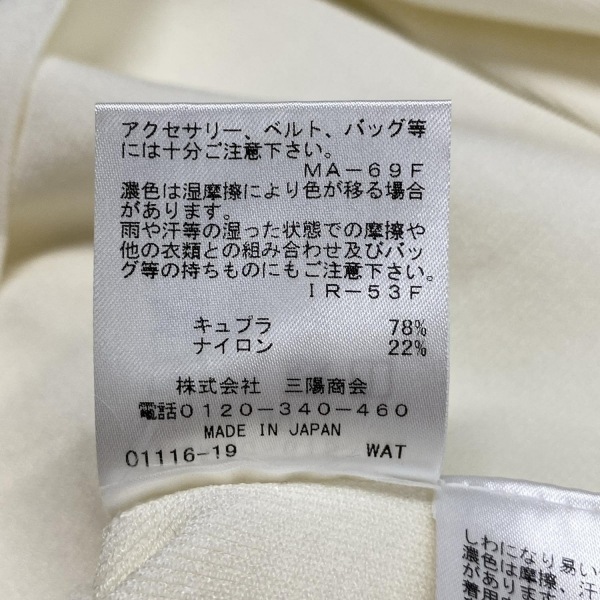 アクセサリー、ベルト、バッグ等
には十分ご注意下さい。
MA-69F
濃色は湿摩擦により色が移る場合
があります。
雨や汗等の湿った状態での摩擦や
他の衣類との組み合わせ及びバッ
グ等の持ちものにもご注意下さい。
IR-53F
キュプラ 78%
ナイロン 22%
株式会社 三陽商会
電話0120-340-460
MADE IN JAPAN
01116-19 WAT
しわになり易い
濃色は摩擦、汗
があります。
着用